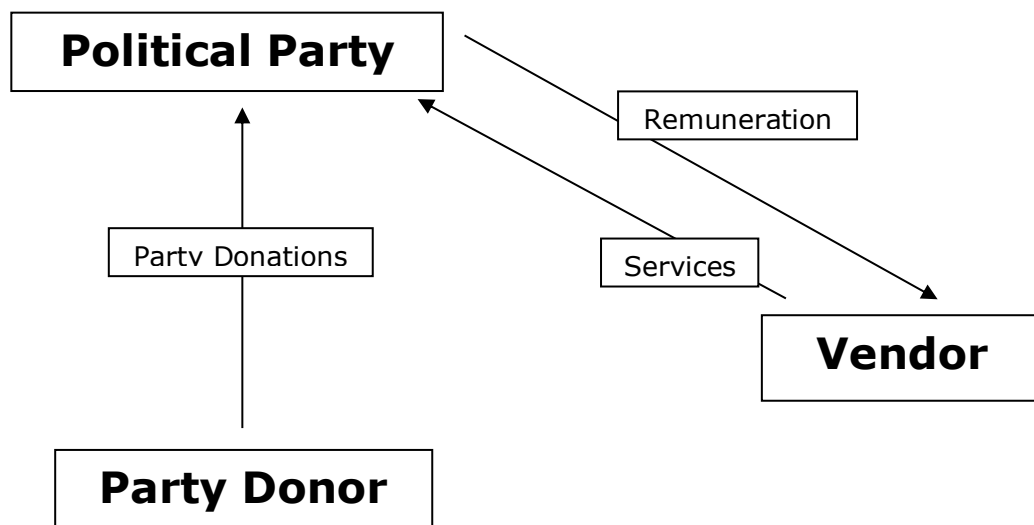 Political Party
Remuneration
Party Donations
Services
Vendor
Party Donor